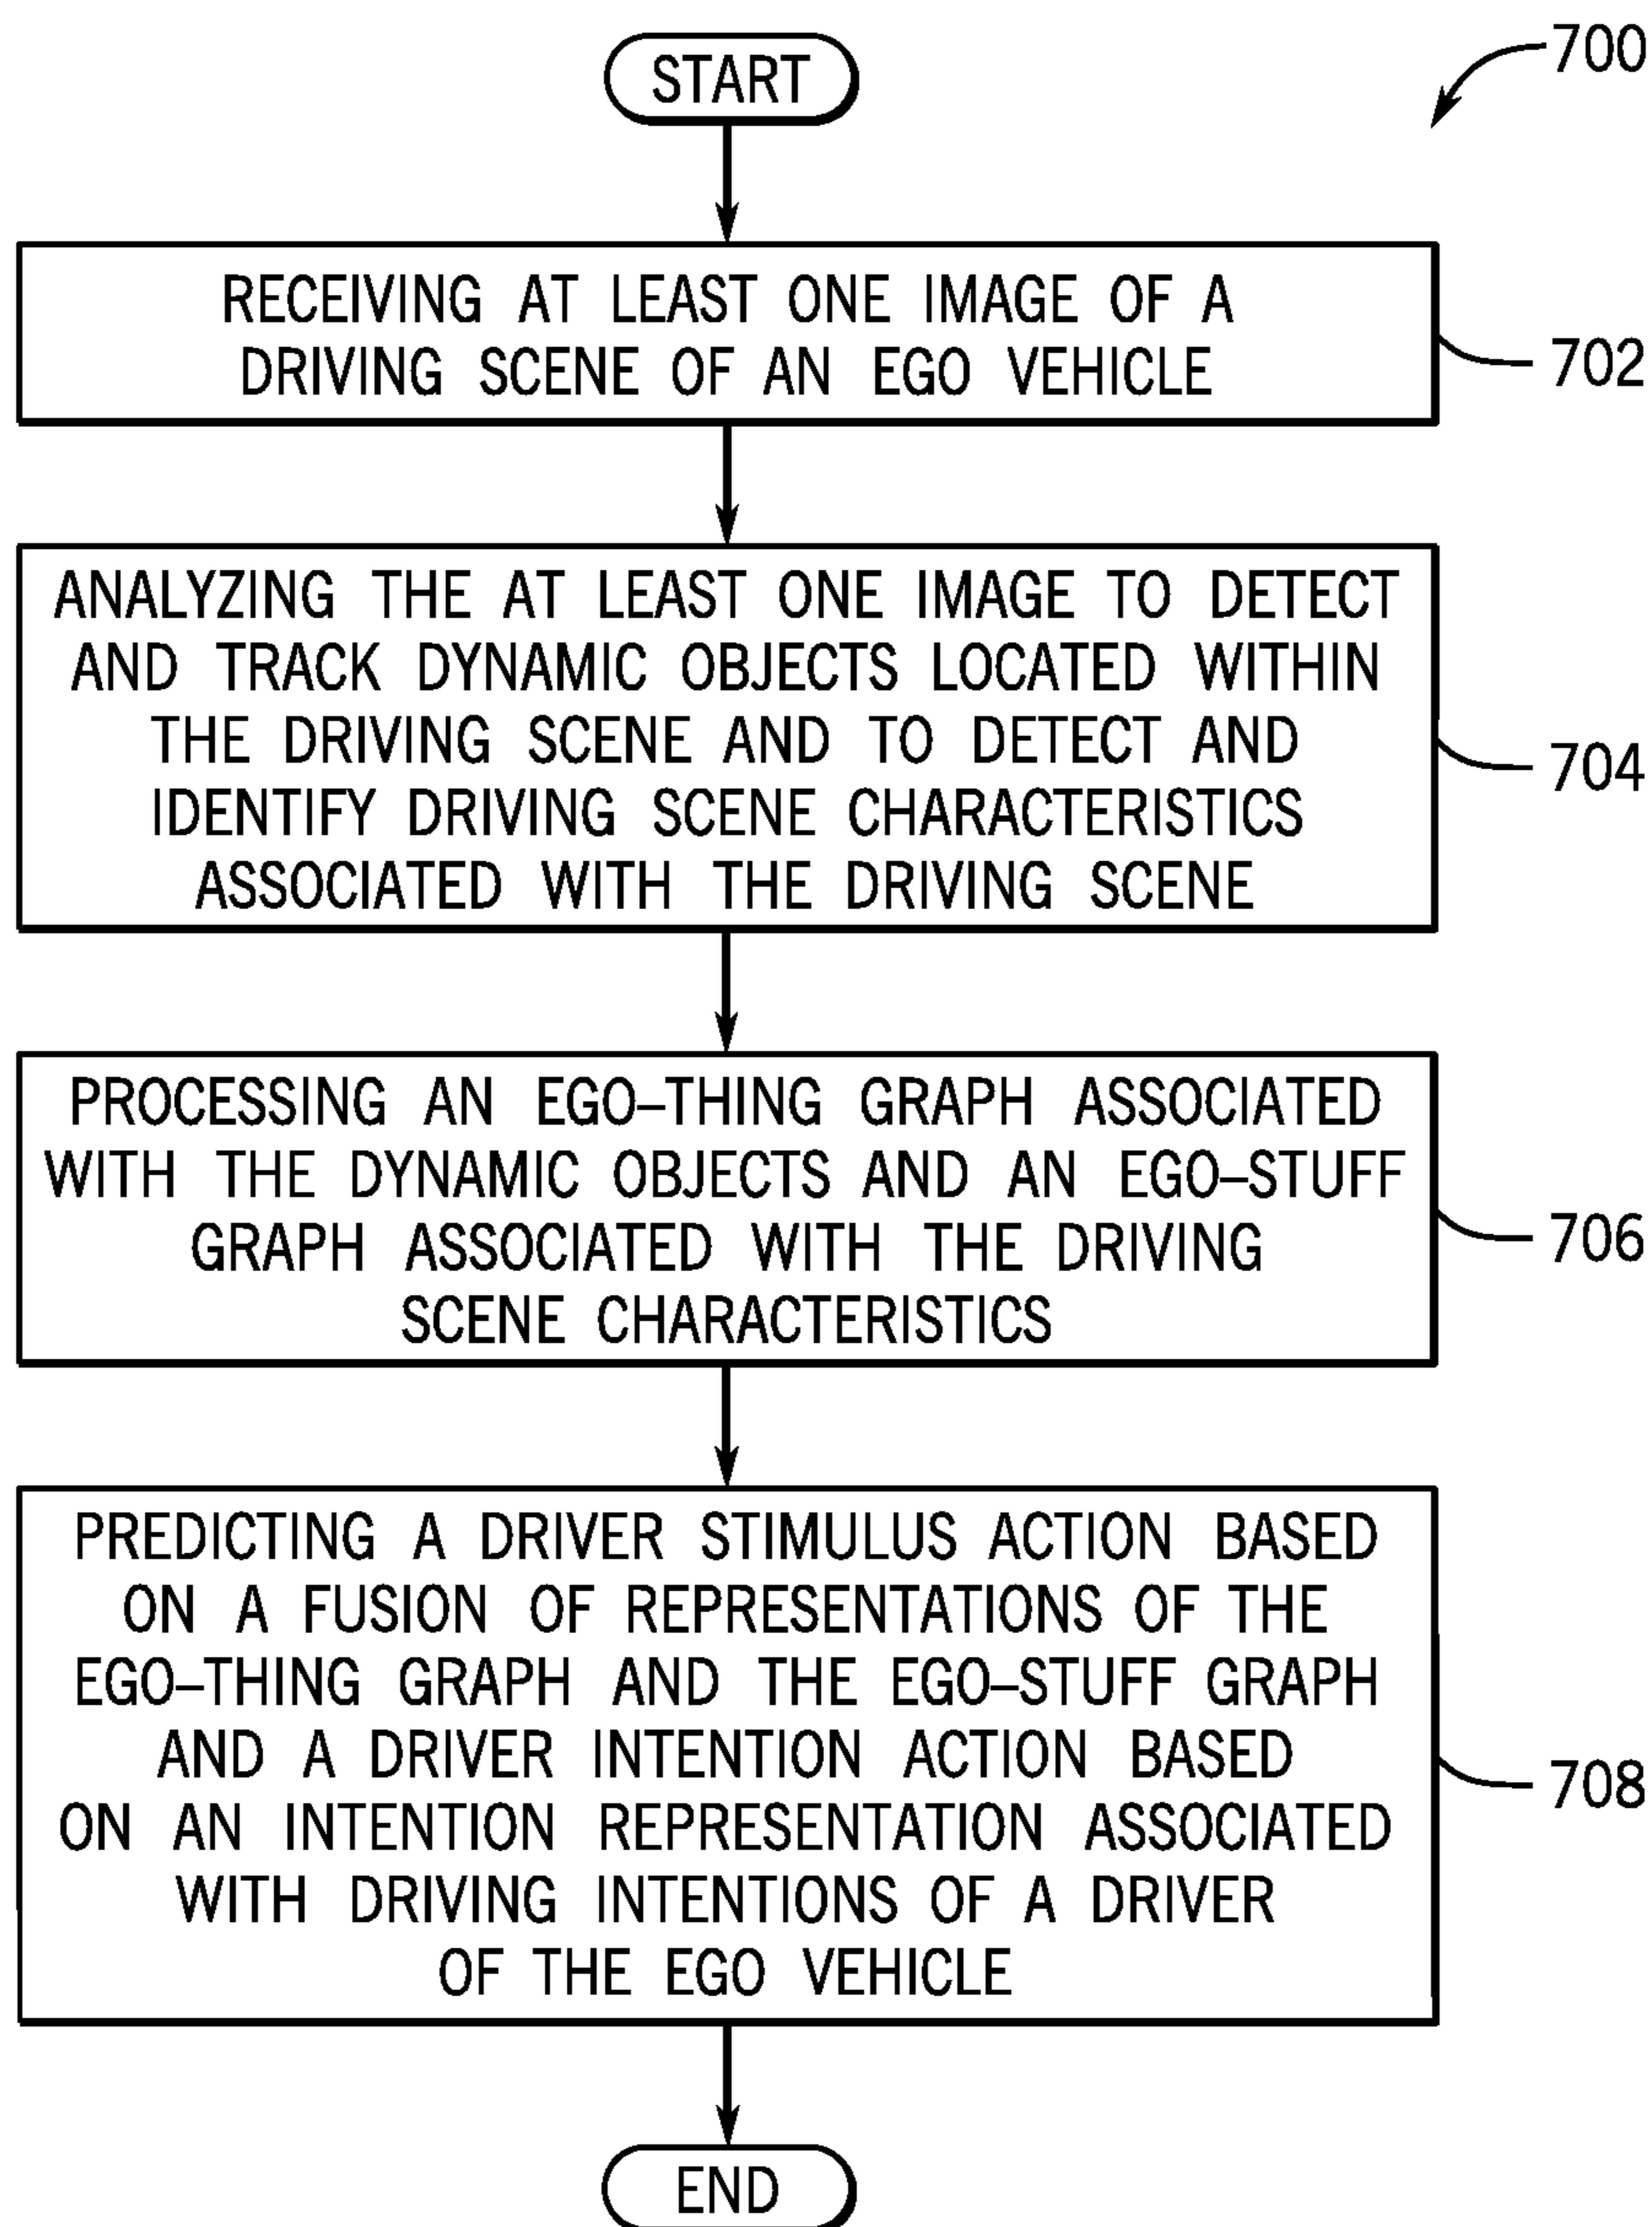 START
700
RECEIVING AT LEAST ONE IMAGE OF A
DRIVING SCENE OF AN EGO VEHICLE
702
ANALYZING THE AT LEAST ONE IMAGE TO DETECT
AND TRACK DYNAMIC OBJECTS LOCATED WITHIN
THE DRIVING SCENE AND TO DETECT AND
IDENTIFY DRIVING SCENE CHARACTERISTICS
ASSOCIATED WITH THE DRIVING SCENE
704
PROCESSING AN EGO–THING GRAPH ASSOCIATED
WITH THE DYNAMIC OBJECTS AND AN EGO–STUFF
GRAPH ASSOCIATED WITH THE DRIVING
SCENE CHARACTERISTICS
706
PREDICTING A DRIVER STIMULUS ACTION BASED
ON A FUSION OF REPRESENTATIONS OF THE
EGO–THING GRAPH AND THE EGO–STUFF GRAPH
AND A DRIVER INTENTION ACTION BASED
ON AN INTENTION REPRESENTATION ASSOCIATED
WITH DRIVING INTENTIONS OF A DRIVER
OF THE EGO VEHICLE
708
END